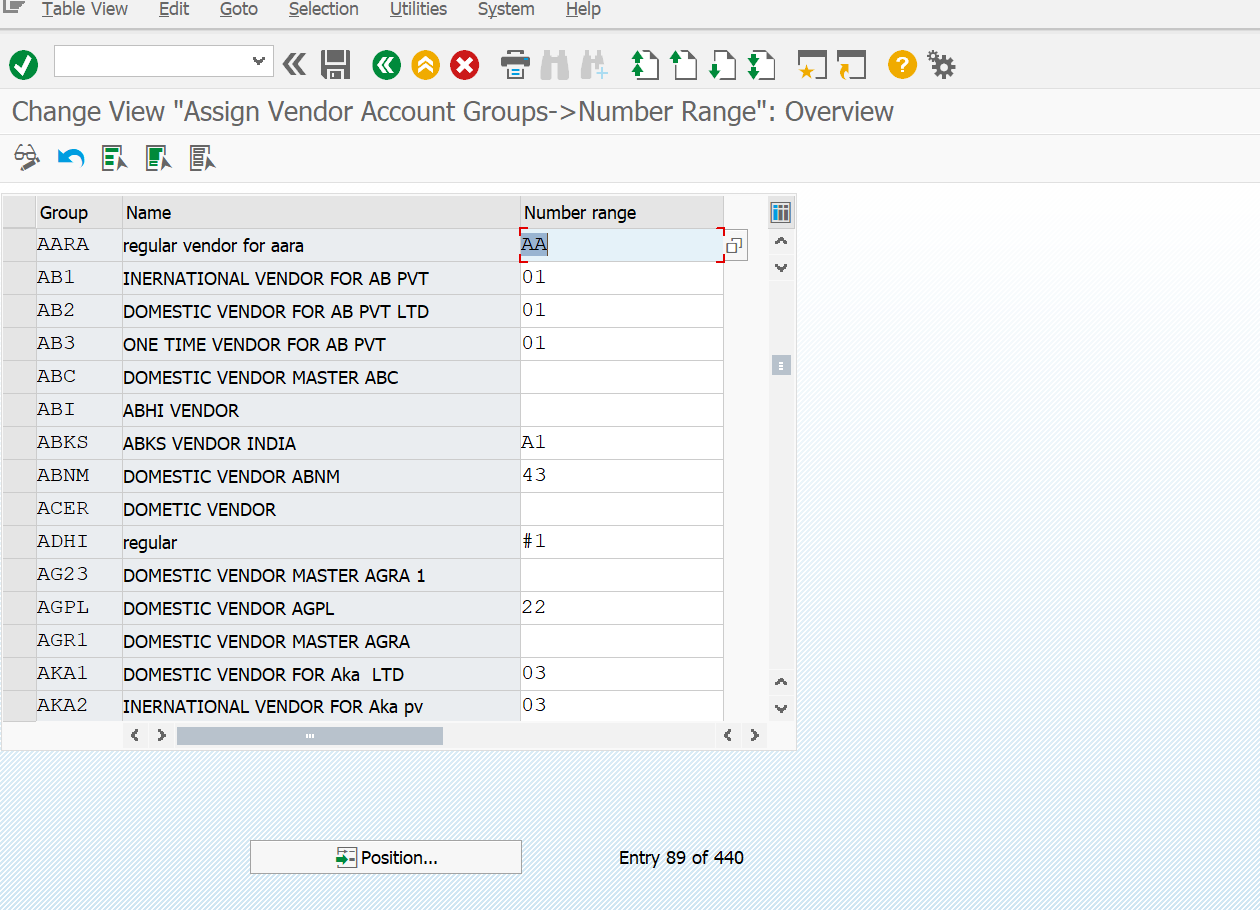 Table View Edit Goto Selection Utilities System Help
Change View "Assign Vendor Account Groups->Number Range": Overview
Group Name Number range
AARA regular vendor for aara AA
AB1 INERNATIONAL VENDOR FOR AB PVT 01
AB2 DOMESTIC VENDOR FOR AB PVT LTD 01
AB3 ONE TIME VENDOR FOR AB PVT 01
ABC DOMESTIC VENDOR MASTER ABC
ABI ABHI VENDOR
ABKS ABKS VENDOR INDIA A1
ABNM DOMESTIC VENDOR ABNM 43
ACER DOMETIC VENDOR
ADHI regular #1
AG23 DOMESTIC VENDOR MASTER AGRA 1
AGPL DOMESTIC VENDOR AGPL 22
AGR1 DOMESTIC VENDOR MASTER AGRA
AKA1 DOMESTIC VENDOR FOR Aka  LTD 03
AKA2 INERNATIONAL VENDOR FOR Aka pv 03
Position... Entry 89 of 440